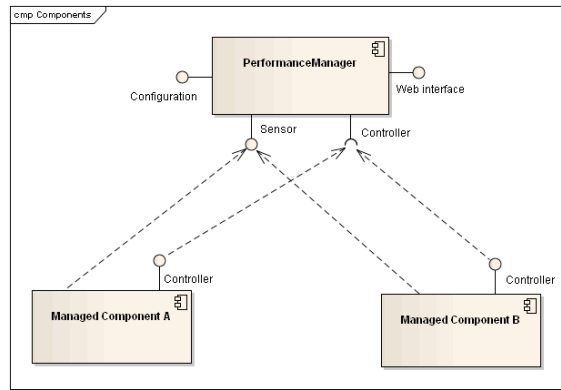 cmp Components
PerformanceManager
Configuration
Web interface
Sensor
Controller
Controller
Controller
Managed Component A
Managed Component B